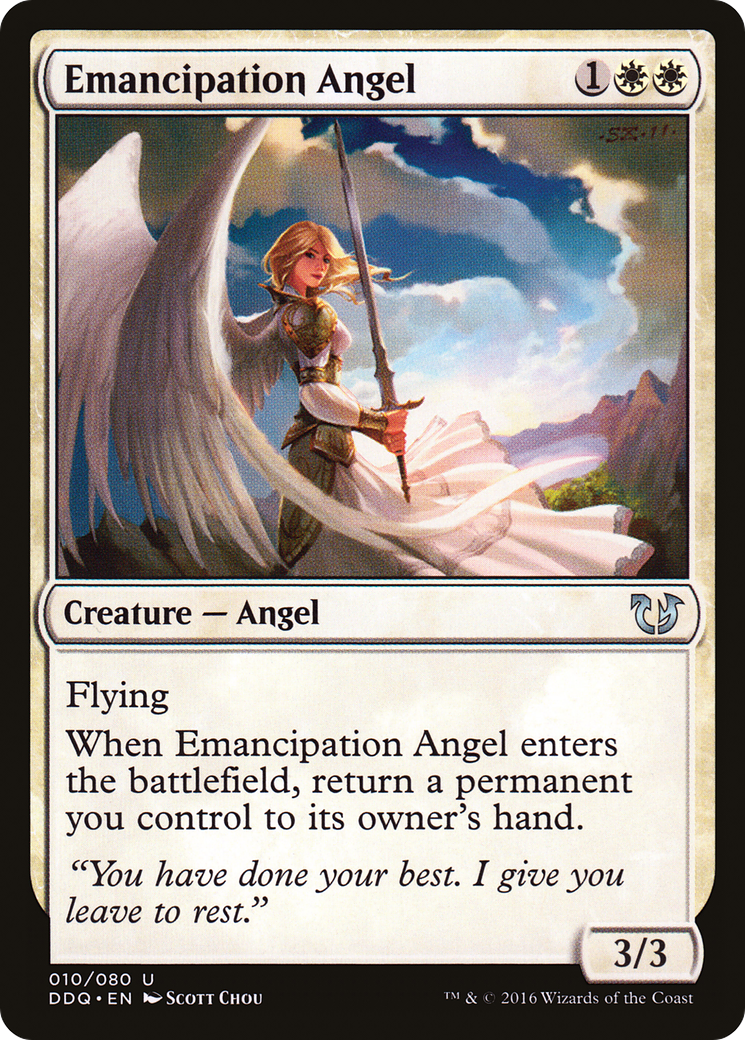 Emancipation Angel 1
Creature — Angel
Flying
When Emancipation Angel enters
the battlefield, return a permanent
you control to its owner's hand.
“You have done your best. I give you
leave to rest.”
3/3
010/080 U
DDQ • EN Scott Chou
™ & © 2016 Wizards of the Coast